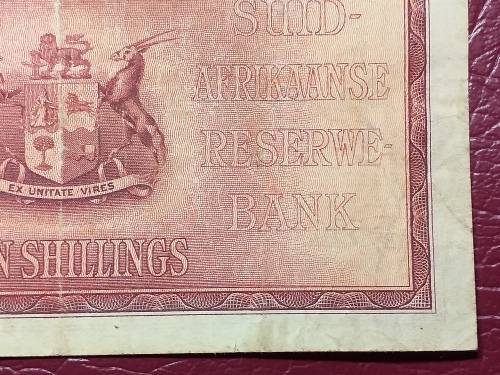 SUID-
AFRIKAANSE
RESERWE-
BANK
EX UNITATE VIRES
N SHILLINGS